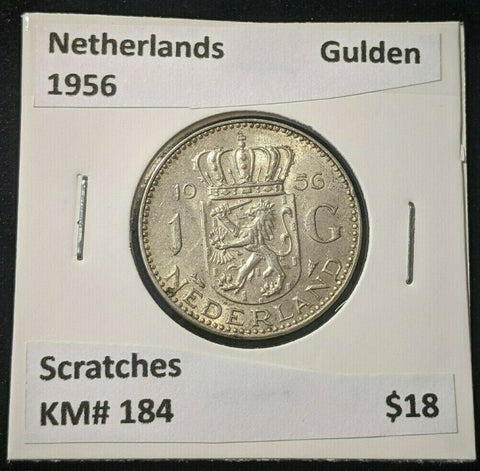 Netherlands Gulden
1956
19 56
1 G
NEDERLAND
Scratches
KM# 184 $18